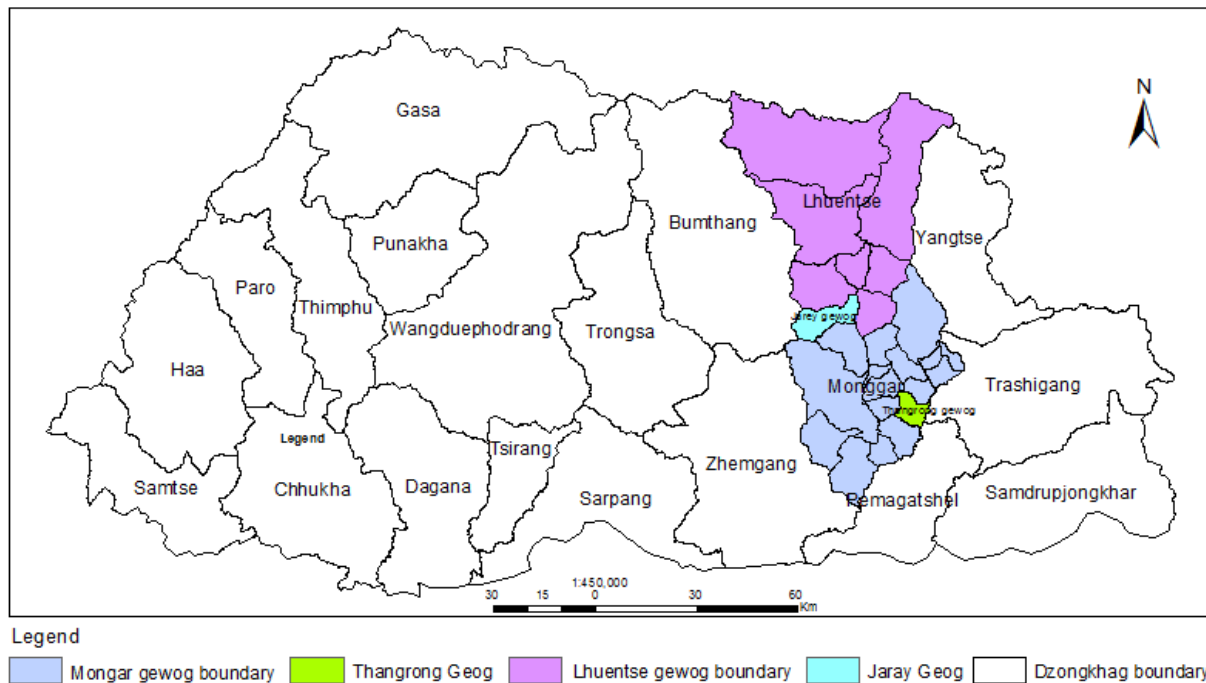 N
Gasa
Lhuentse
Bumthang
Yangtse
Punakha
Paro
Thimphu
Jarey gewog
Wangduephodrang
Trongsa
Haa
Monggar
Trashigang
Thangrong gewog
Legend
Tsirang
Zhemgang
Samtse
Chhukha
Dagana
Sarpang
Pemagatshel
Samdrupjongkhar
1:450,000
30 15 0 30 60
Km
Legend
Mongar gewog boundary
Thangrong Geog
Lhuentse gewog boundary
Jaray Geog
Dzongkhag boundary